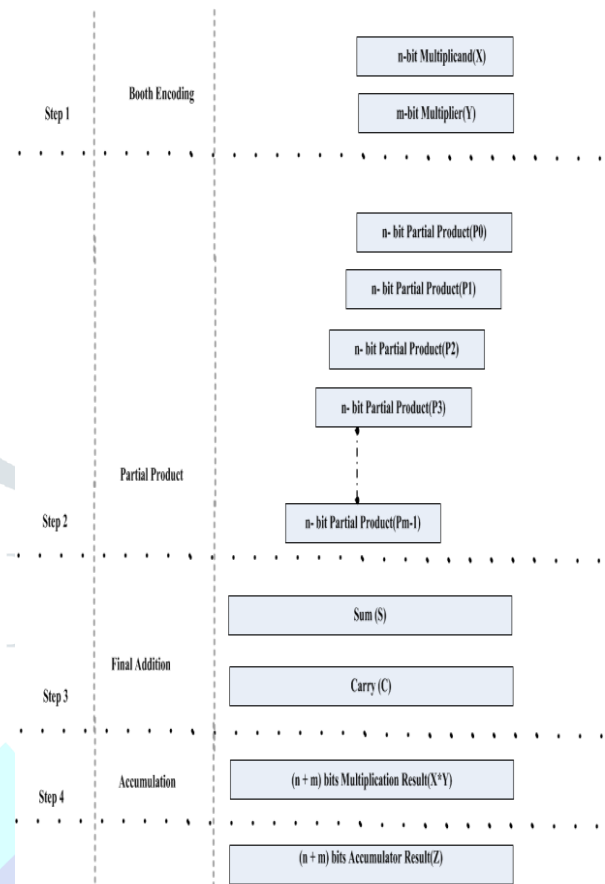 n-bit Multiplicand(X)
Booth Encoding
m-bit Multiplier(Y)
Step 1
n- bit Partial Product(P0)
n- bit Partial Product(P1)
n- bit Partial Product(P2)
n- bit Partial Product(P3)
Partial Product
Step 2
n- bit Partial Product(Pm-1)
Sum (S)
Final Addition
Step 3
Carry (C)
Accumulation
(n + m) bits Multiplication Result(X*Y)
Step 4
(n + m) bits Accumulator Result(Z)